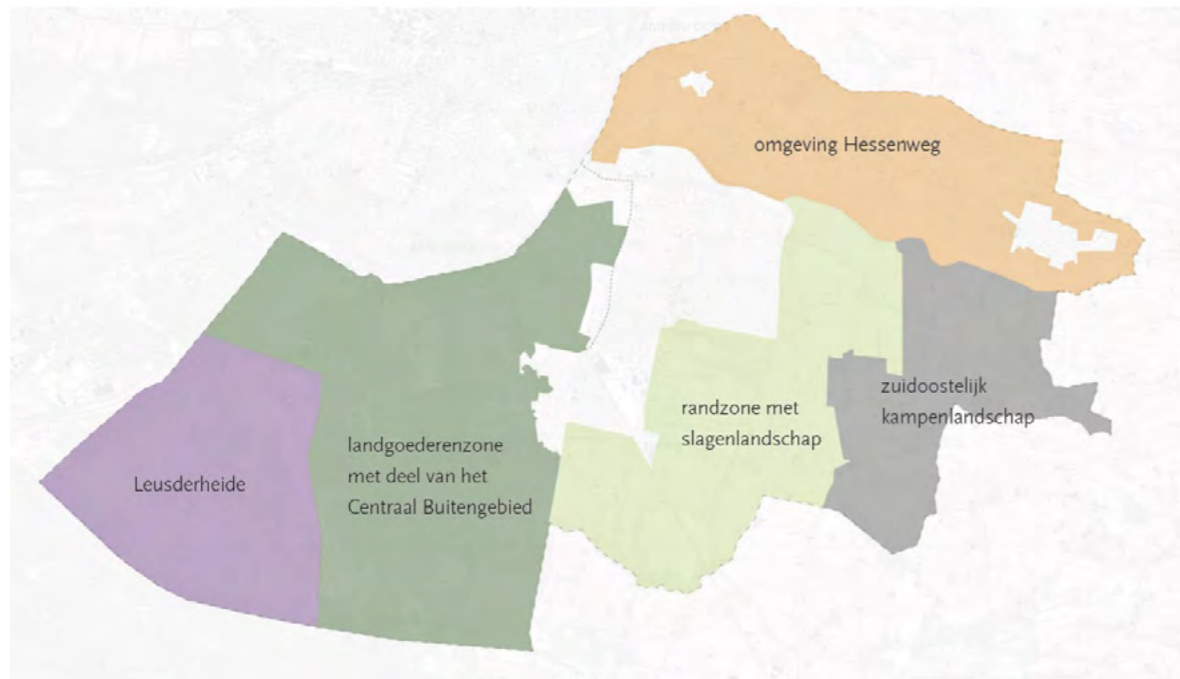 omgeving Hessenweg
zuidoostelijk
kampenlandschap
randzone met
slagenlandschap
landgoederenzone
met deel van het
Centraal Buitengebied
Leusderheide